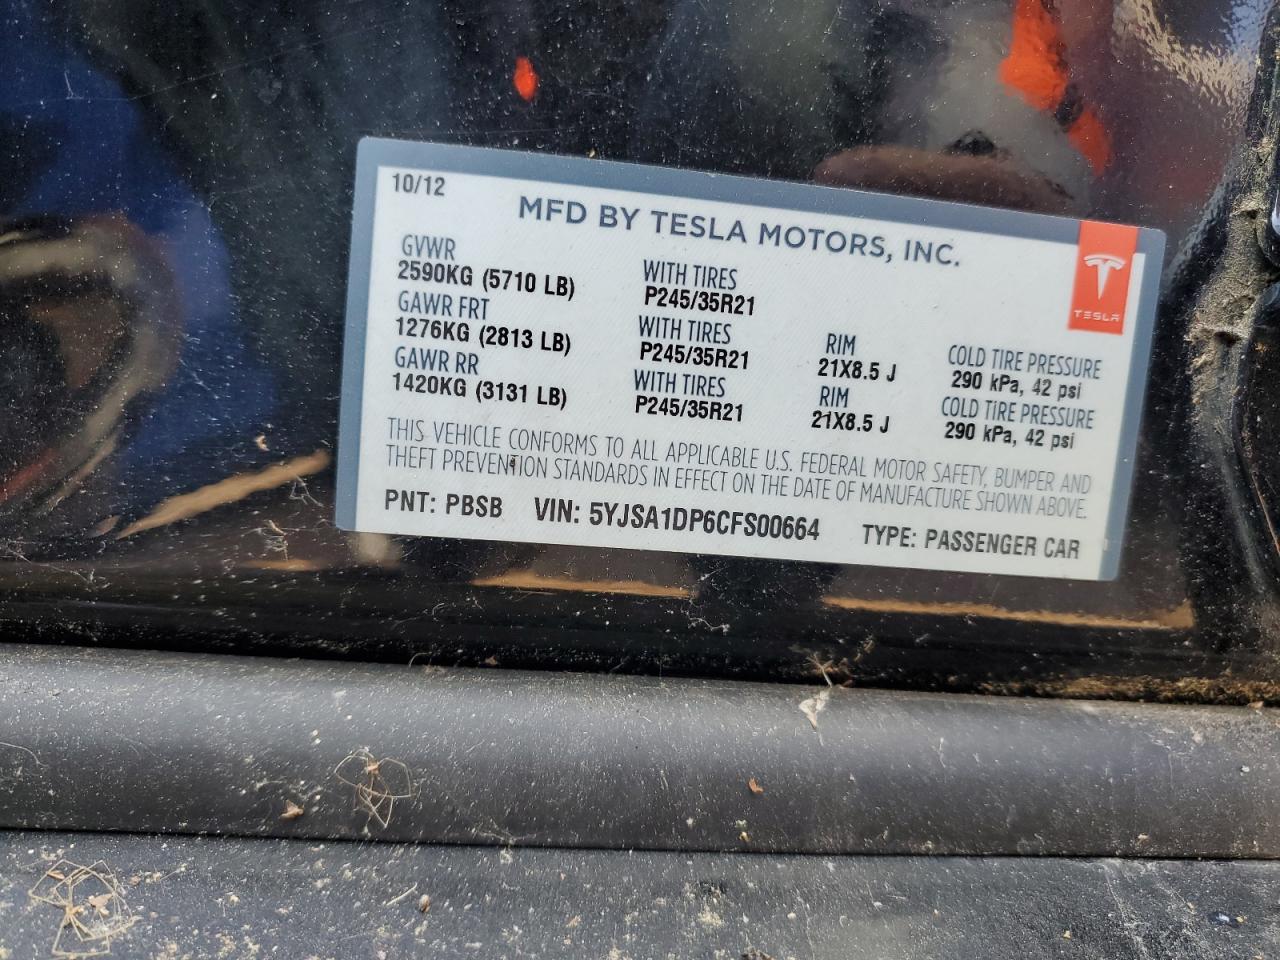 10/12
MFD BY TESLA MOTORS, INC.
TESLA
GVWR
2590KG (5710 LB)
WITH TIRES
P245/35R21
GAWR FRT
1276KG (2813 LB)
WITH TIRES
P245/35R21
RIM
21X8.5 J
COLD TIRE PRESSURE
290 kPa, 42 psi
GAWR RR
1420KG (3131 LB)
WITH TIRES
P245/35R21
RIM
21X8.5 J
COLD TIRE PRESSURE
290 kPa, 42 psi
THIS VEHICLE CONFORMS TO ALL APPLICABLE U.S. FEDERAL MOTOR SAFETY, BUMPER AND
THEFT PREVENTION STANDARDS IN EFFECT ON THE DATE OF MANUFACTURE SHOWN ABOVE.
PNT: PBSB VIN: 5YJSA1DP6CFS00664 TYPE: PASSENGER CAR